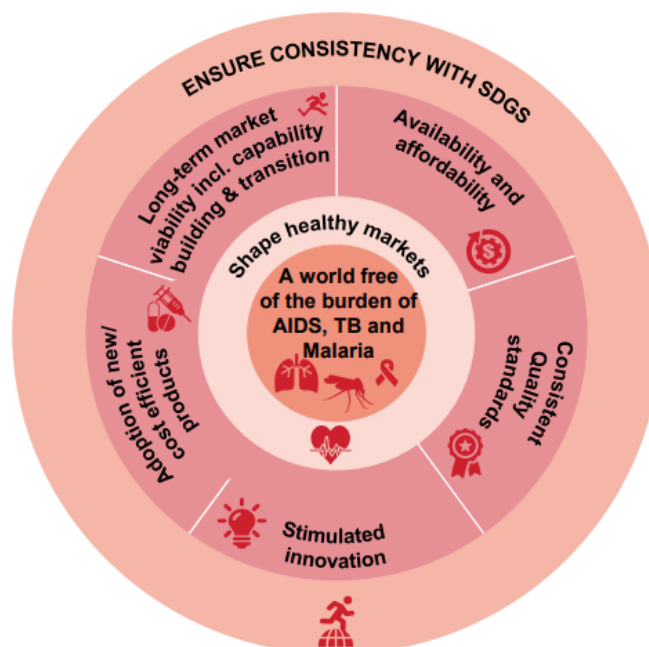 ENSURE CONSISTENCY WITH SDGS
Long-term market
viability incl. capability
building & transition
Availability and
affordability
$
Shape healthy markets
A world free
of the burden of
AIDS, TB and
Malaria
Consistent
Quality
standards
Adoption of new/
cost efficient
products
Stimulated
innovation